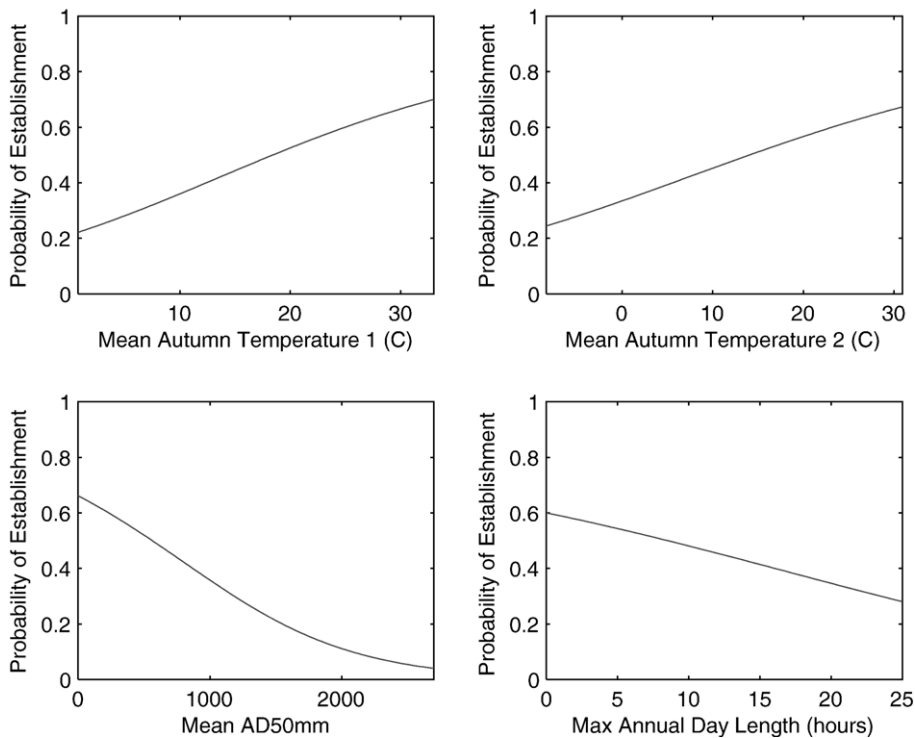 1
0.8
0.6
0.4
0.2
0
Probability of Establishment
10 20 30
Mean Autumn Temperature 1 (C)
1
0.8
0.6
0.4
0.2
0
Probability of Establishment
0 10 20 30
Mean Autumn Temperature 2 (C)
1
0.8
0.6
0.4
0.2
0
Probability of Establishment
0 1000 2000
Mean AD50mm
1
0.8
0.6
0.4
0.2
0
Probability of Establishment
0 5 10 15 20 25
Max Annual Day Length (hours)